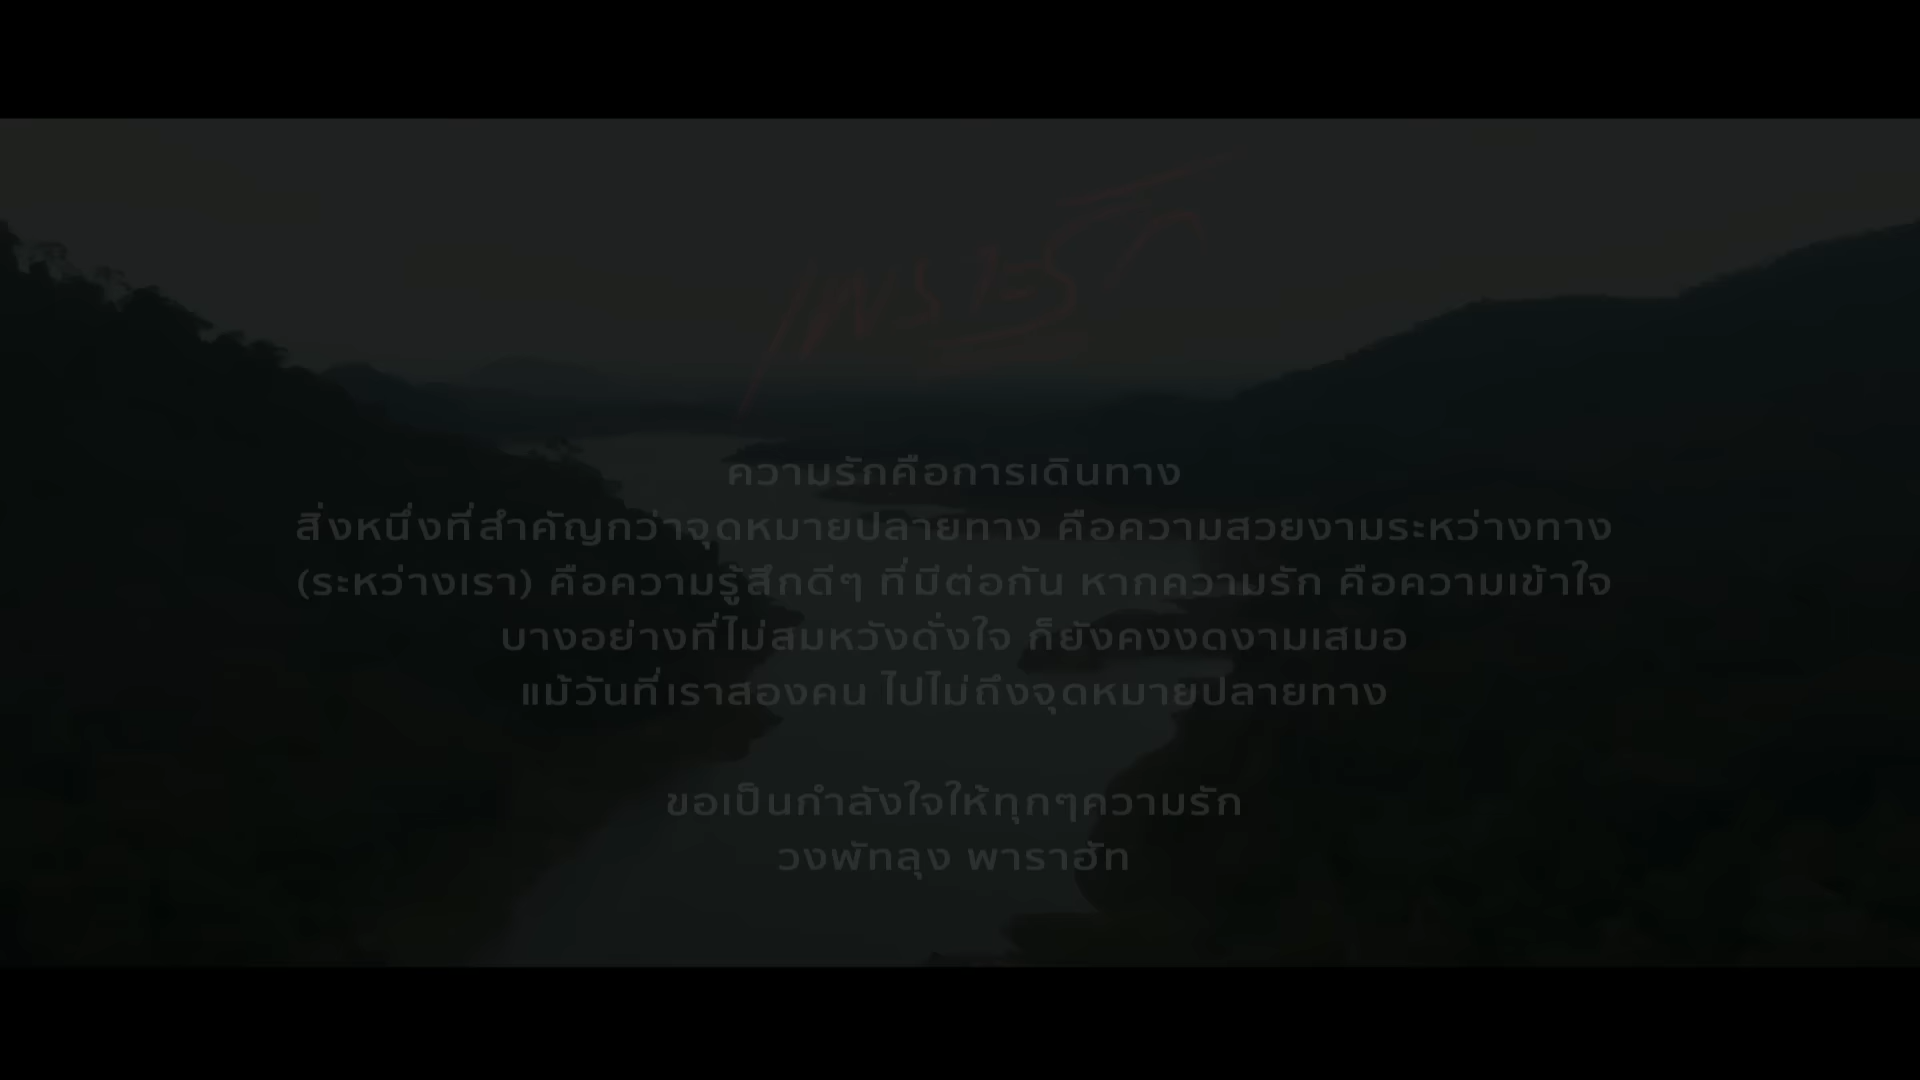 เพราะรัก
ความรักคือการเดินทาง
สิ่งหนึ่งที่สำคัญกว่าจุดหมายปลายทาง คือความสวยงามระหว่างทาง
(ระหว่างเรา) คือความรู้สึกดีๆ ที่มีต่อกัน หากความรัก คือความเข้าใจ
บางอย่างที่ไม่สมหวังดั่งใจ ก็ยังคงงดงามเสมอ
แม้วันที่เราสองคน ไปไม่ถึงจุดหมายปลายทาง
ขอเป็นกำลังใจให้ทุกๆความรัก
วงพัทลุง พาราฮัท